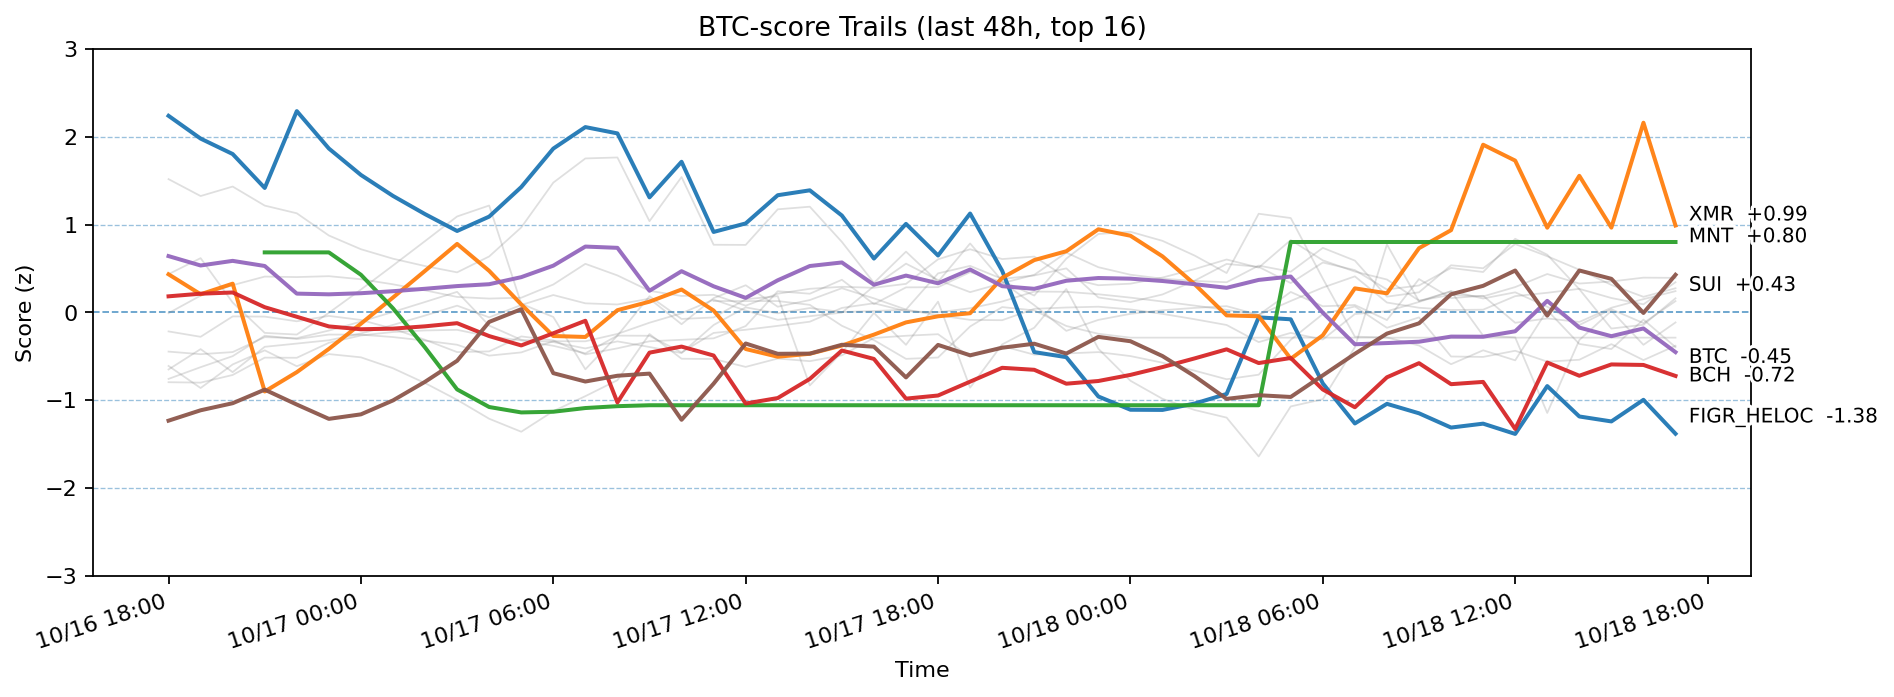 BTC-score Trails (last 48h, top 16)
Score (z)
3
2
1
0
−1
−2
−3
XMR +0.99
MNT +0.80
SUI +0.43
BTC -0.45
BCH -0.72
FIGR_HELOC -1.38
10/16 18:00
10/17 00:00
10/17 06:00
10/17 12:00
10/17 18:00
10/18 00:00
10/18 06:00
10/18 12:00
10/18 18:00
Time